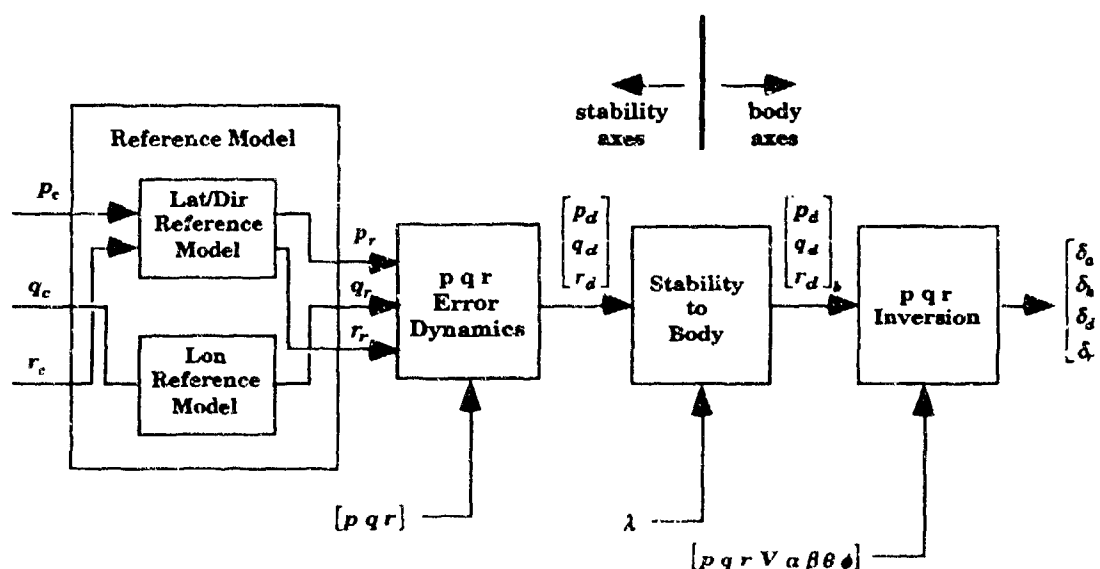 stability axes
body axes
Reference Model
p_c
Lat/Dir
Reference
Model
q_c
r_c
Lon
Reference
Model
p_r
q_r
r_r
p q r
Error
Dynamics
[p q r]
[p_d
q_d
r_d]
Stability
to
Body
λ
[p_d
q_d
r_d]_b
p q r
Inversion
[p q r V α β θ ϕ]
[δ_a
δ_h
δ_d
δ_r]